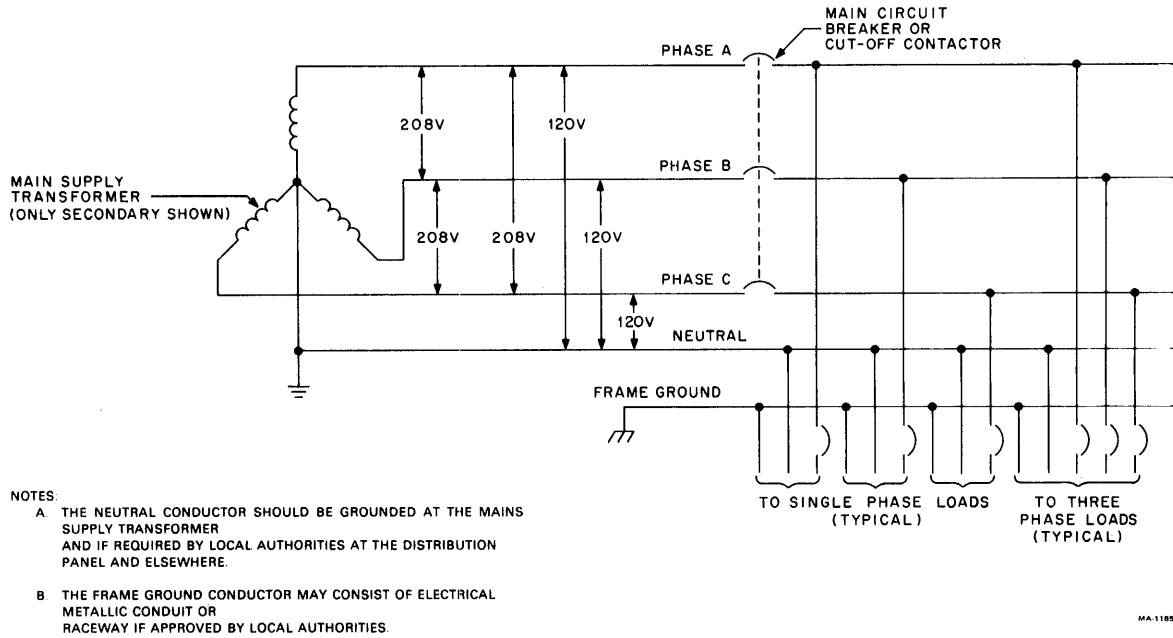 MAIN CIRCUIT
BREAKER OR
CUT-OFF CONTACTOR
PHASE A
208V
120V
MAIN SUPPLY
TRANSFORMER
(ONLY SECONDARY SHOWN)
PHASE B
208V
208V
120V
PHASE C
120V
NEUTRAL
FRAME GROUND
TO SINGLE PHASE LOADS
(TYPICAL)
TO THREE
PHASE LOADS
(TYPICAL)
NOTES:
A. THE NEUTRAL CONDUCTOR SHOULD BE GROUNDED AT THE MAINS
SUPPLY TRANSFORMER
AND IF REQUIRED BY LOCAL AUTHORITIES AT THE DISTRIBUTION
PANEL AND ELSEWHERE.
B. THE FRAME GROUND CONDUCTOR MAY CONSIST OF ELECTRICAL
METALLIC CONDUIT OR
RACEWAY IF APPROVED BY LOCAL AUTHORITIES.